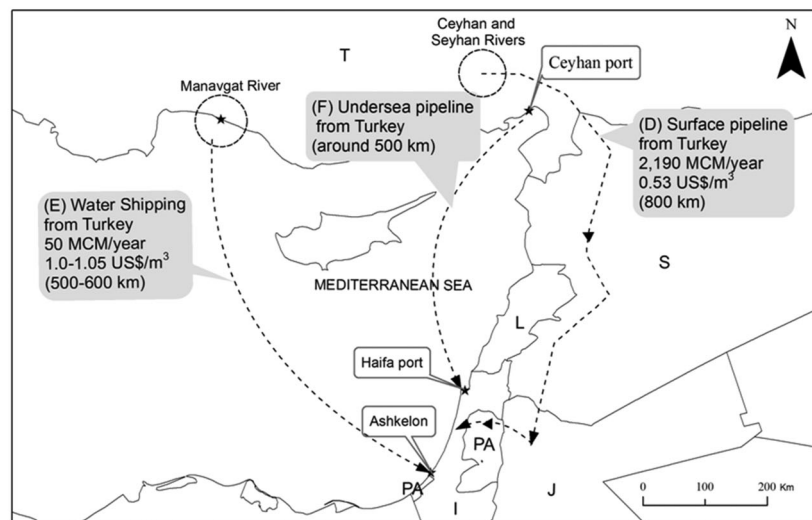 Ceyhan and
Seyhan Rivers
N
T
Ceyhan port
Manavgat River
(F) Undersea pipeline
from Turkey
(around 500 km)
(D) Surface pipeline
from Turkey
2,190 MCM/year
0.53 US$/m³
(800 km)
(E) Water Shipping
from Turkey
50 MCM/year
1.0-1.05 US$/m³
(500-600 km)
S
MEDITERRANEAN SEA
L
Haifa port
Ashkelon
PA
PA
I
J
0 100 200 Km